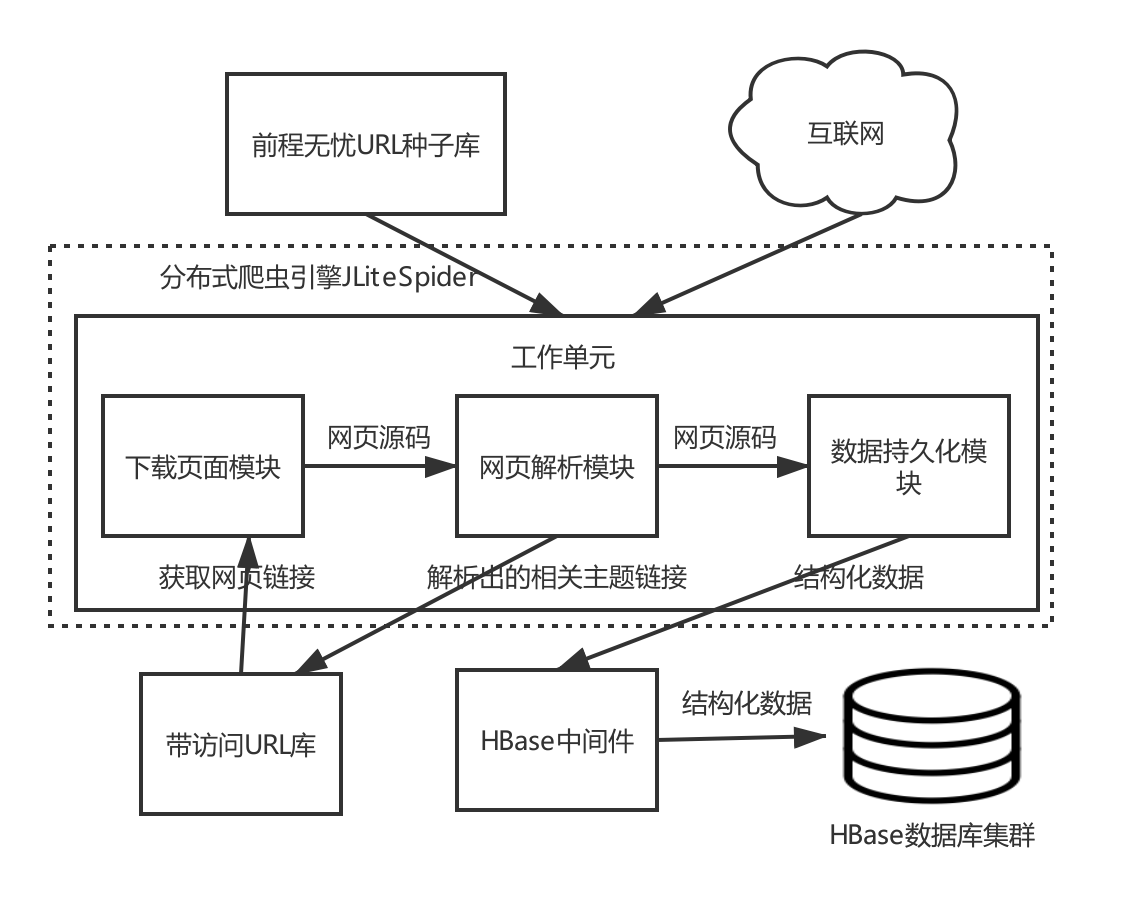 前程无忧URL种子库
互联网
分布式爬虫引擎JLiteSpider
工作单元
下载页面模块
网页源码
网页解析模块
网页源码
数据持久化模
块
获取网页链接
解析出的相关主题链接
结构化数据
带访问URL库
HBase中间件
结构化数据
HBase数据库集群